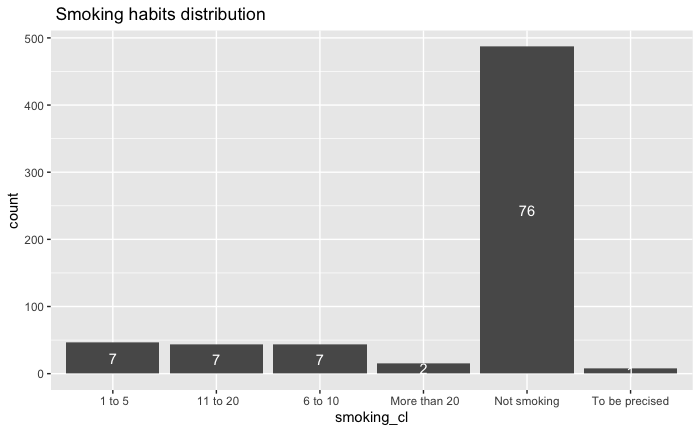 Smoking habits distribution
500
400
300
200
100
0
count
7
7
7
2
76
1
1 to 5
11 to 20
6 to 10
More than 20
Not smoking
To be precised
smoking_cl